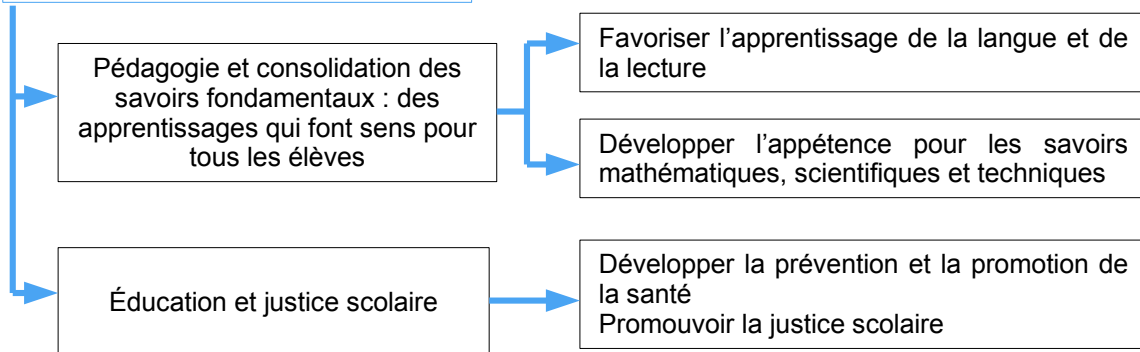 Pédagogie et consolidation des
savoirs fondamentaux : des
apprentissages qui font sens pour
tous les élèves
Favoriser l’apprentissage de la langue et de
la lecture
Développer l’appétence pour les savoirs
mathématiques, scientifiques et techniques
Éducation et justice scolaire
Développer la prévention et la promotion de
la santé
Promouvoir la justice scolaire